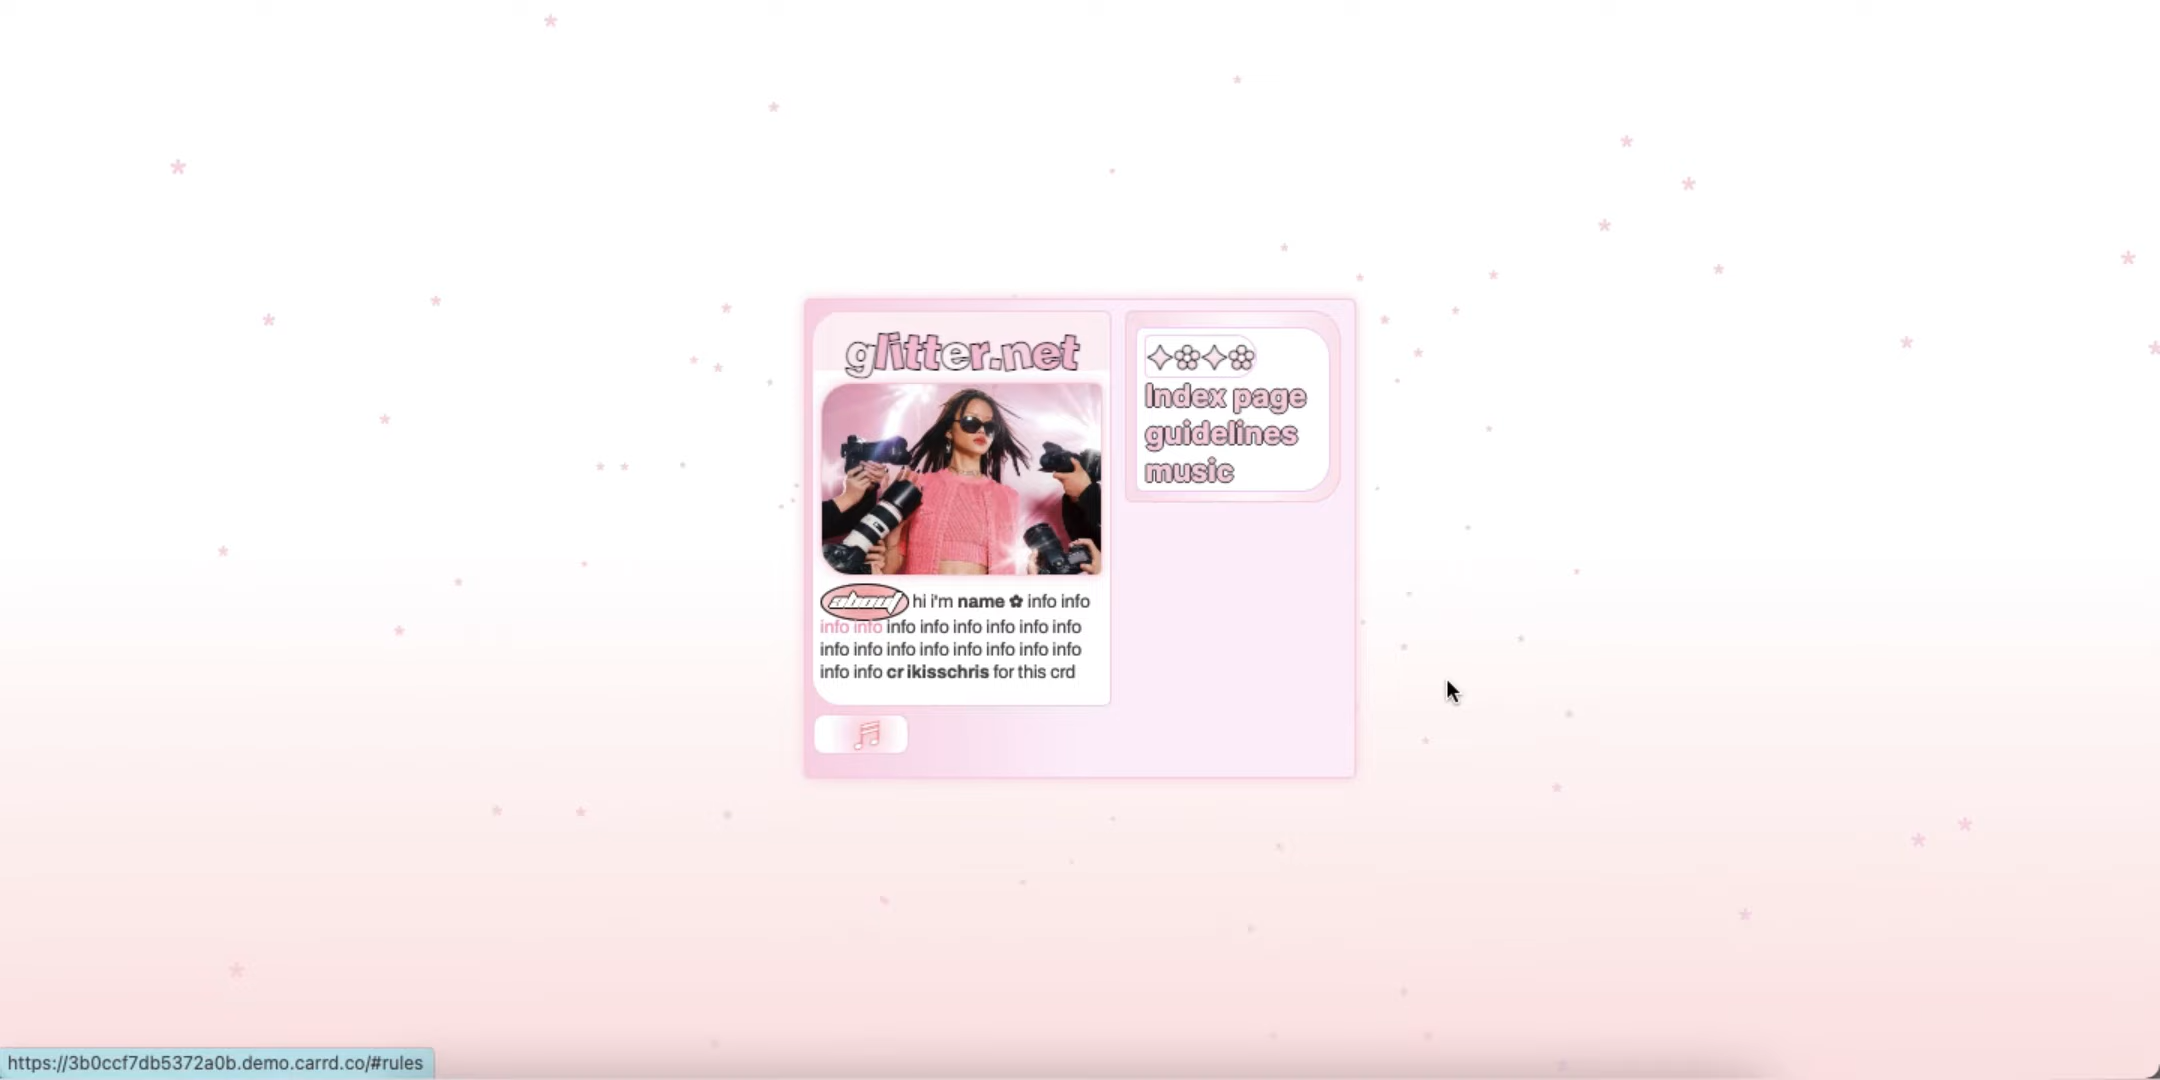 glitter.net
about hi i'm name ✿ info info
info info info info info info info info
info info info info info info info info
info info cr ikisschris for this crd
✧❀✧❀
Index page
guidelines
music
https://3b0ccf7db5372a0b.demo.carrd.co/#rules